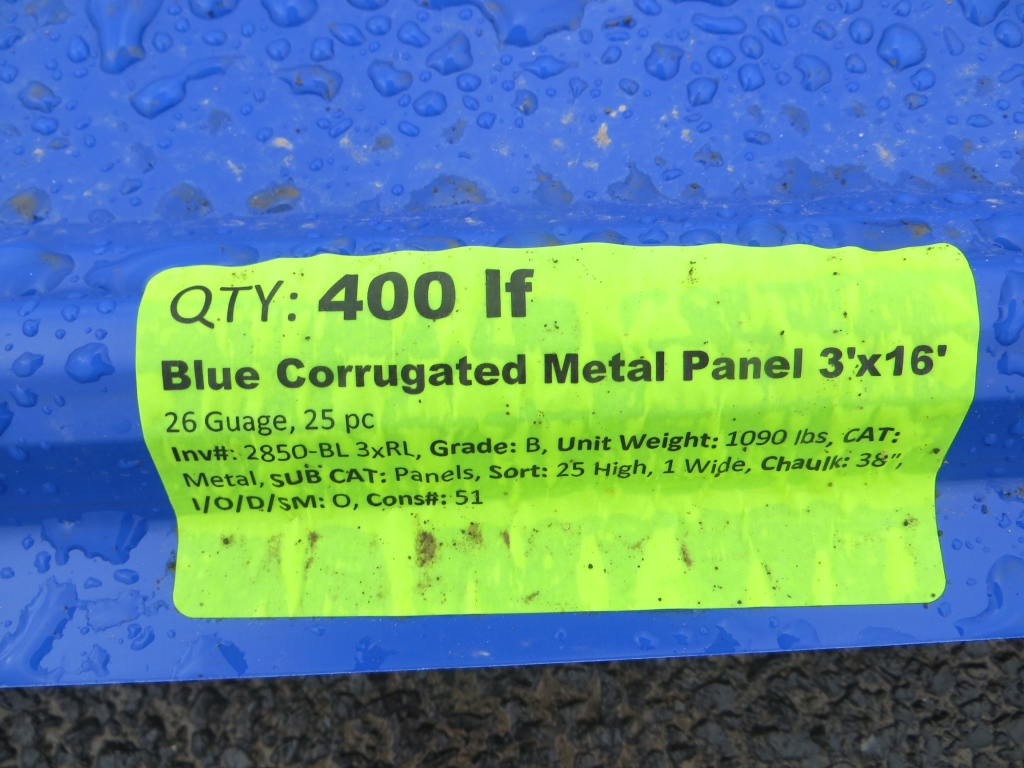 QTY: 400 lf
Blue Corrugated Metal Panel 3'x16'
26 Guage, 25 pc
Inv#: 2850-BL 3xRL, Grade: B, Unit Weight: 1090 lbs, CAT:
Metal, SUB CAT: Panels, Sort: 25 High, 1 Wide, Chaulk: 38",
I/O/D/SM: O, Cons#: 51